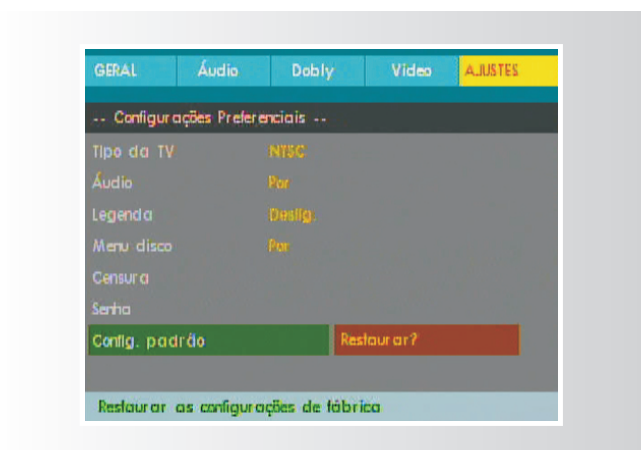 GERAL Áudio Dobly Vídeo AJUSTES
-- Configurações Preferenciais --
Tipo da TV NTSC
Áudio Por
Legenda Deslig.
Menu disco Por
Censura
Senha
Config. padrão Restaurar?
Restaurar as configurações de fábrica